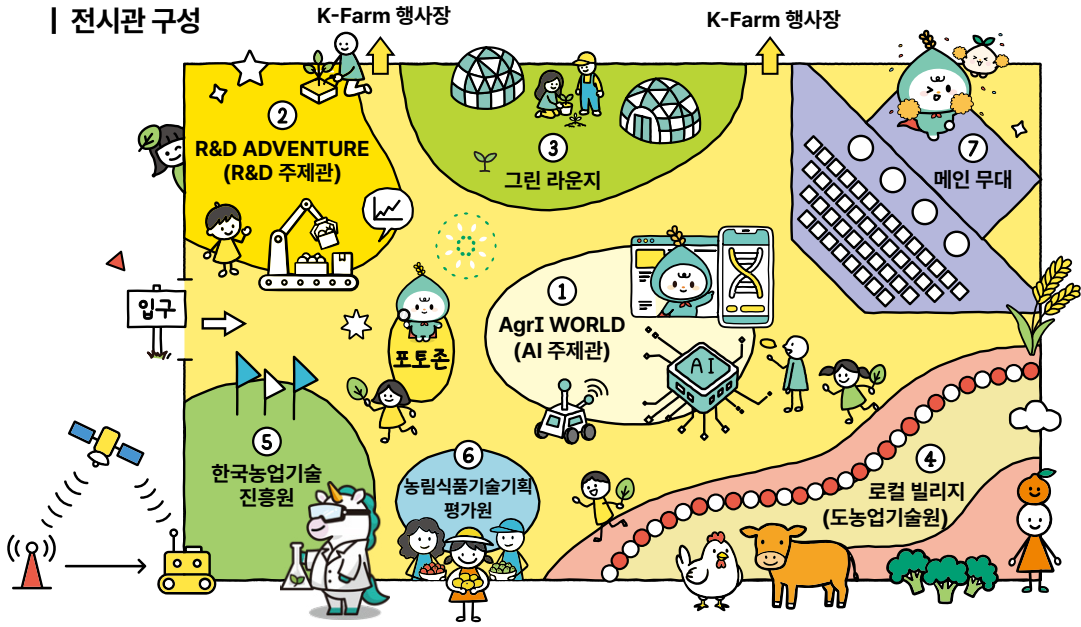 | 전시관 구성
K-Farm 행사장
K-Farm 행사장
②
R&D ADVENTURE
(R&D 주제관)
③
그린 라운지
⑦
메인 무대
입구
①
AgrI WORLD
(AI 주제관)
AI
포토존
⑤
한국농업기술
진흥원
⑥
농림식품기술기획
평가원
④
로컬 빌리지
(도농업기술원)